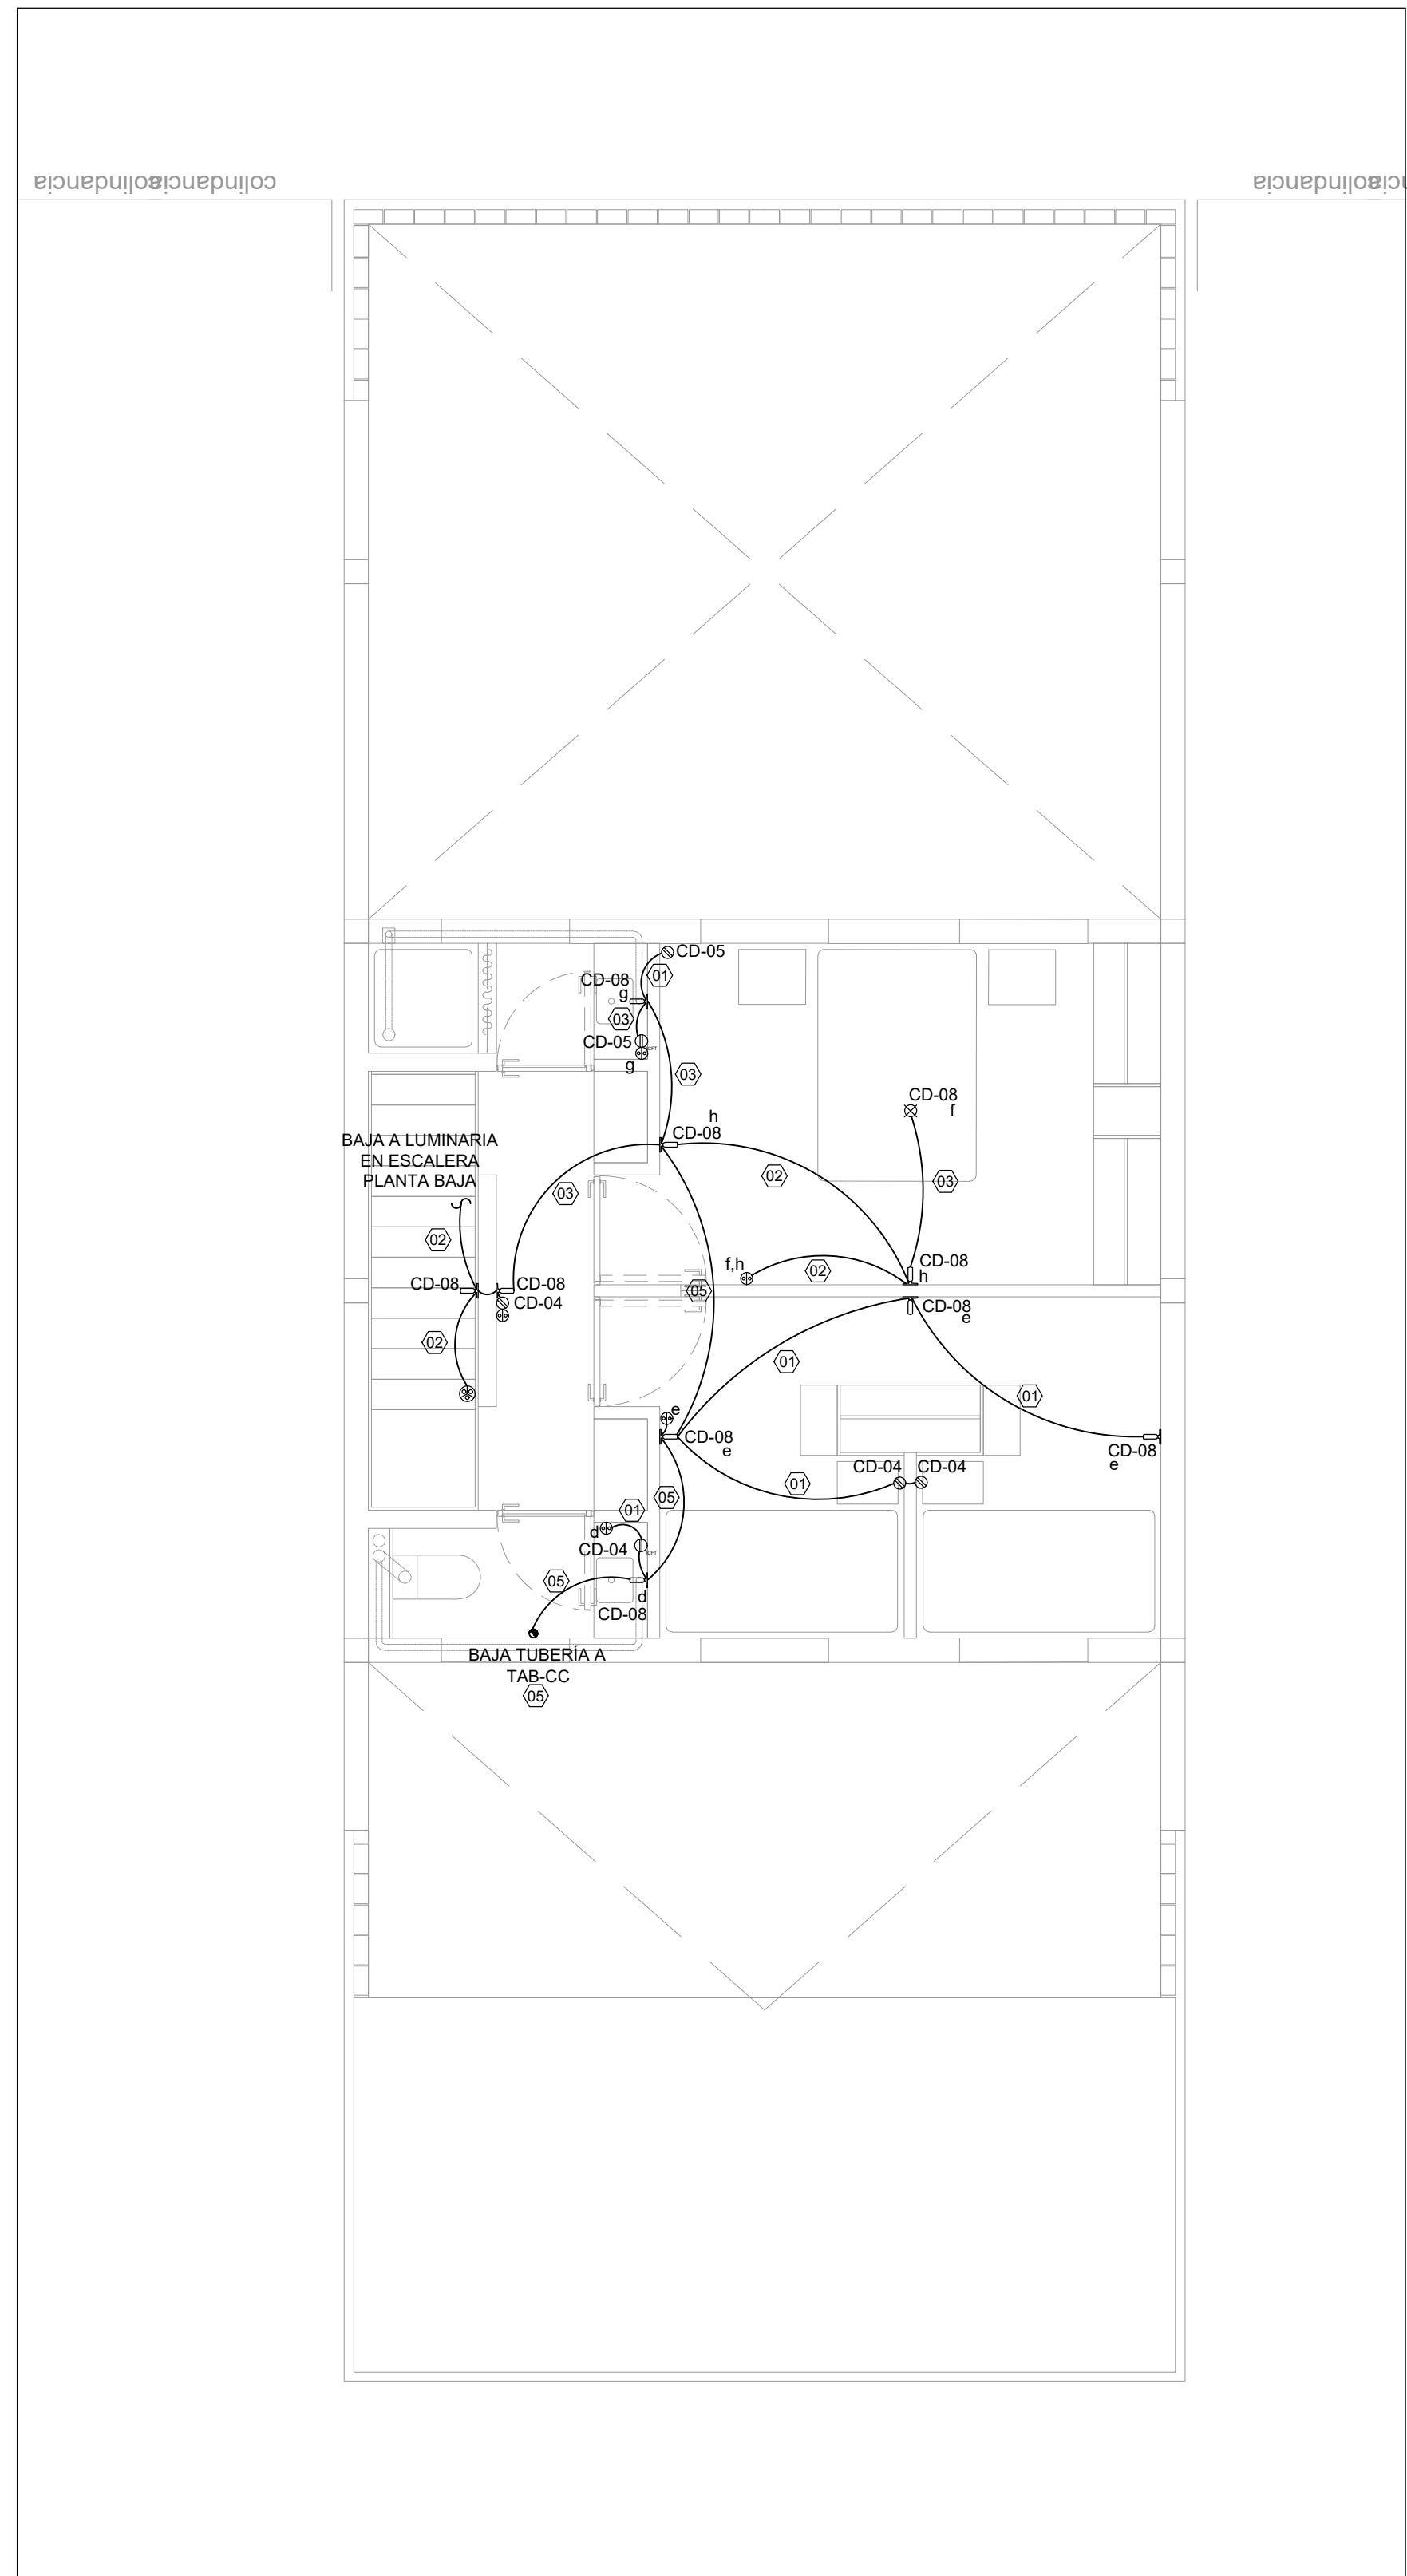 colindancia
colindancia
colindancia
CD-05
01
CD-08
g
03
CD-05
g
03
CD-08
f
h
CD-08
BAJA A LUMINARIA
EN ESCALERA
PLANTA BAJA
02
03
03
02
f,h
02
CD-08
h
02
CD-08
CD-08
CD-04
05
CD-08
e
02
01
01
e
CD-08
e
CD-08
e
CD-04
CD-04
01
05
01
d
CD-04
05
d
CD-08
BAJA TUBERÍA A
TAB-CC
05